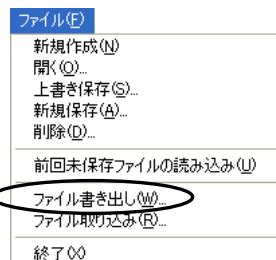 ファイル(F)
新規作成(N)
開く(O)...
上書き保存(S)...
新規保存(A)...
削除(D)...
前回未保存ファイルの読み込み(U)
ファイル書き出し(W)...
ファイル取り込み(R)...
終了(X)